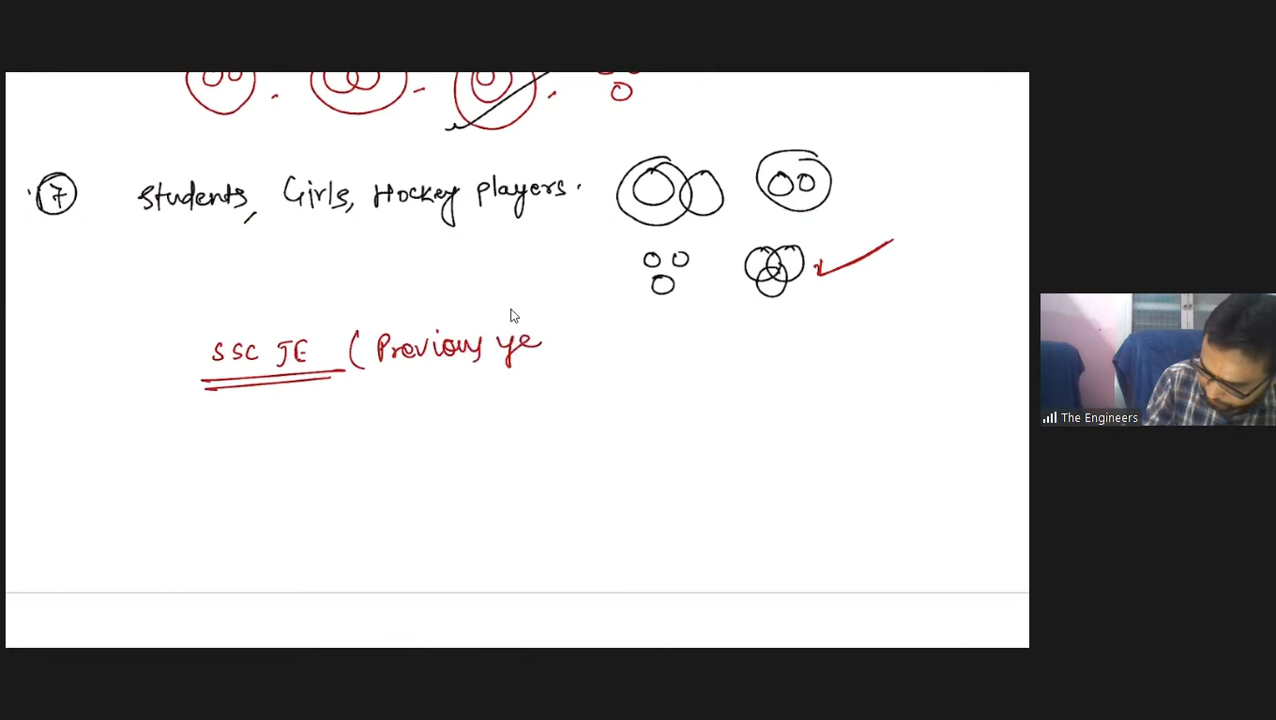 7 Students, Girls, Hockey players.
SSC JE (Previous ye
The Engineers